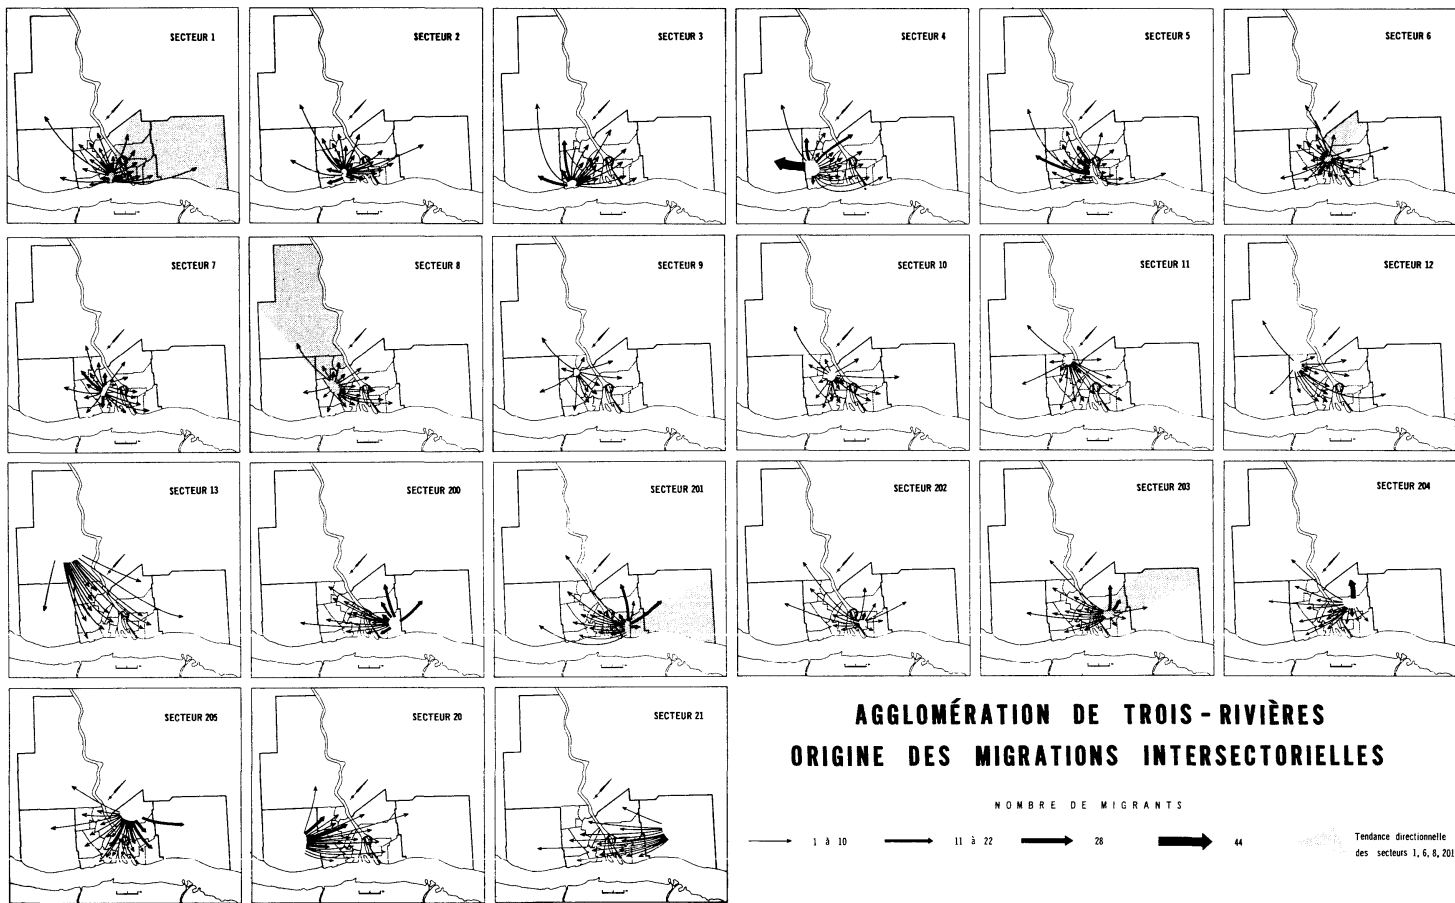 SECTEUR 1
SECTEUR 2
SECTEUR 3
SECTEUR 4
SECTEUR 5
SECTEUR 6
SECTEUR 7
SECTEUR 8
SECTEUR 9
SECTEUR 10
SECTEUR 11
SECTEUR 12
SECTEUR 13
SECTEUR 200
SECTEUR 201
SECTEUR 202
SECTEUR 203
SECTEUR 204
SECTEUR 205
SECTEUR 20
SECTEUR 21
AGGLOMÉRATION DE TROIS-RIVIÈRES
ORIGINE DES MIGRATIONS INTERSECTORIELLES
NOMBRE DE MIGRANTS
1 à 10
11 à 22
28
44
Tendance directionnelle
des secteurs 1, 6, 8, 201